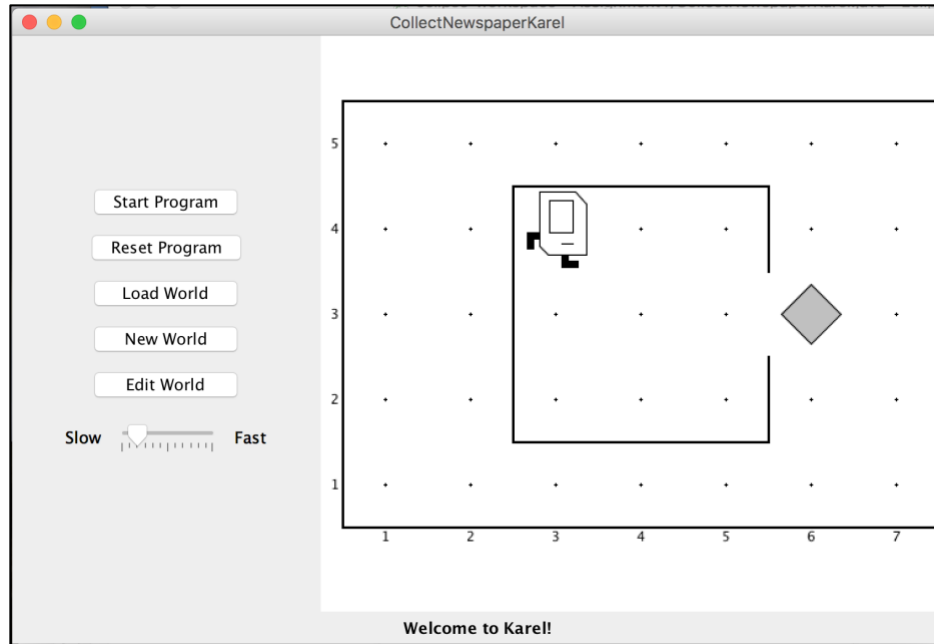 CollectNewspaperKarel
Start Program
Reset Program
Load World
New World
Edit World
Slow Fast
5
4
3
2
1
1 2 3 4 5 6 7
Welcome to Karel!